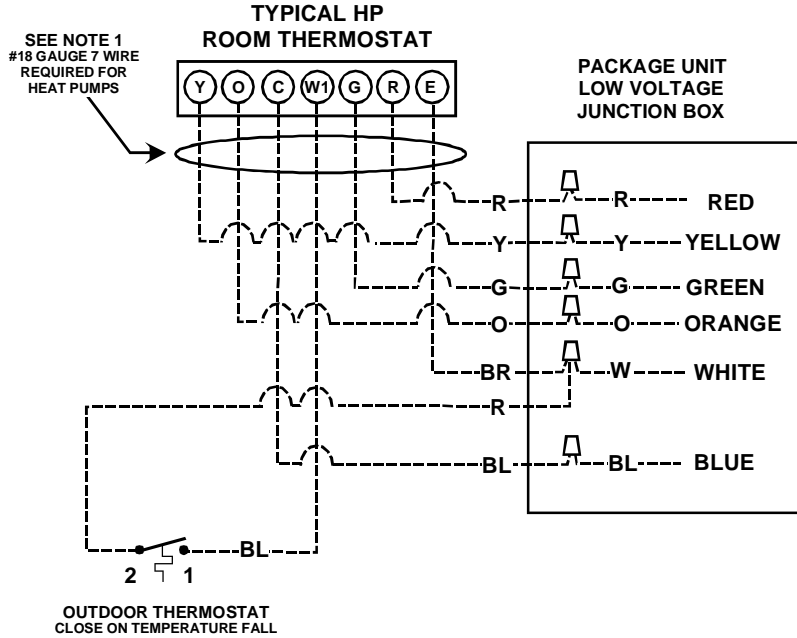 TYPICAL HP
ROOM THERMOSTAT
SEE NOTE 1
#18 GAUGE 7 WIRE
REQUIRED FOR
HEAT PUMPS
Y O C W1 G R E
PACKAGE UNIT
LOW VOLTAGE
JUNCTION BOX
R R RED
Y Y YELLOW
G G GREEN
O O ORANGE
BR W WHITE
R
BL BL BLUE
BL
2 1
OUTDOOR THERMOSTAT
CLOSE ON TEMPERATURE FALL